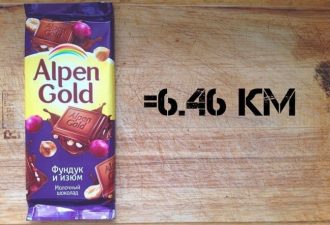 Alpen
Gold
=6.46 KM
Alpen
Gold
Фундук
и изюм
Молочный
шоколад